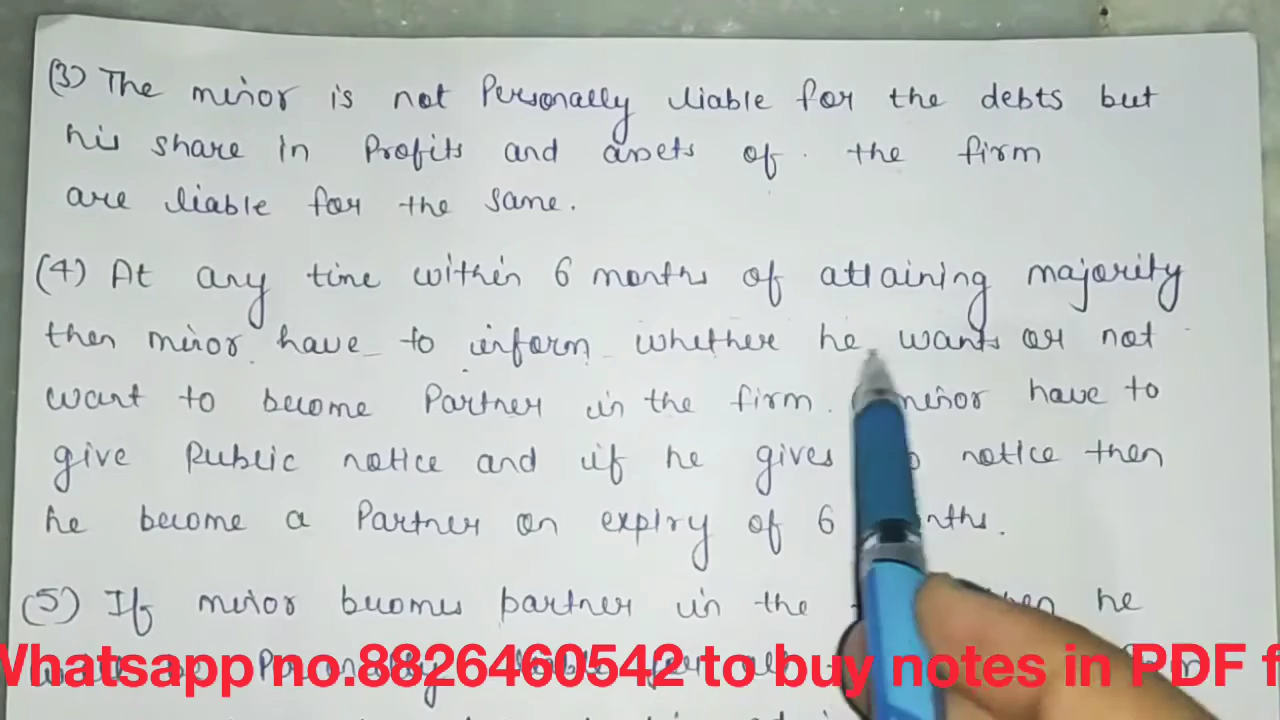 (3) The minor is not Personally liable for the debts but
his share in Profits and assets of the firm
are liable for the same.
(4) At any time within 6 months of attaining majority
then minor have to inform whether he wants or not
want to become Partner in the firm. minor have to
give Public notice and if he gives notice then
he become a Partner on expiry of 6
(5) If minor becomes partner in the he
Whatsapp no.8826460542 to buy notes in PDF f